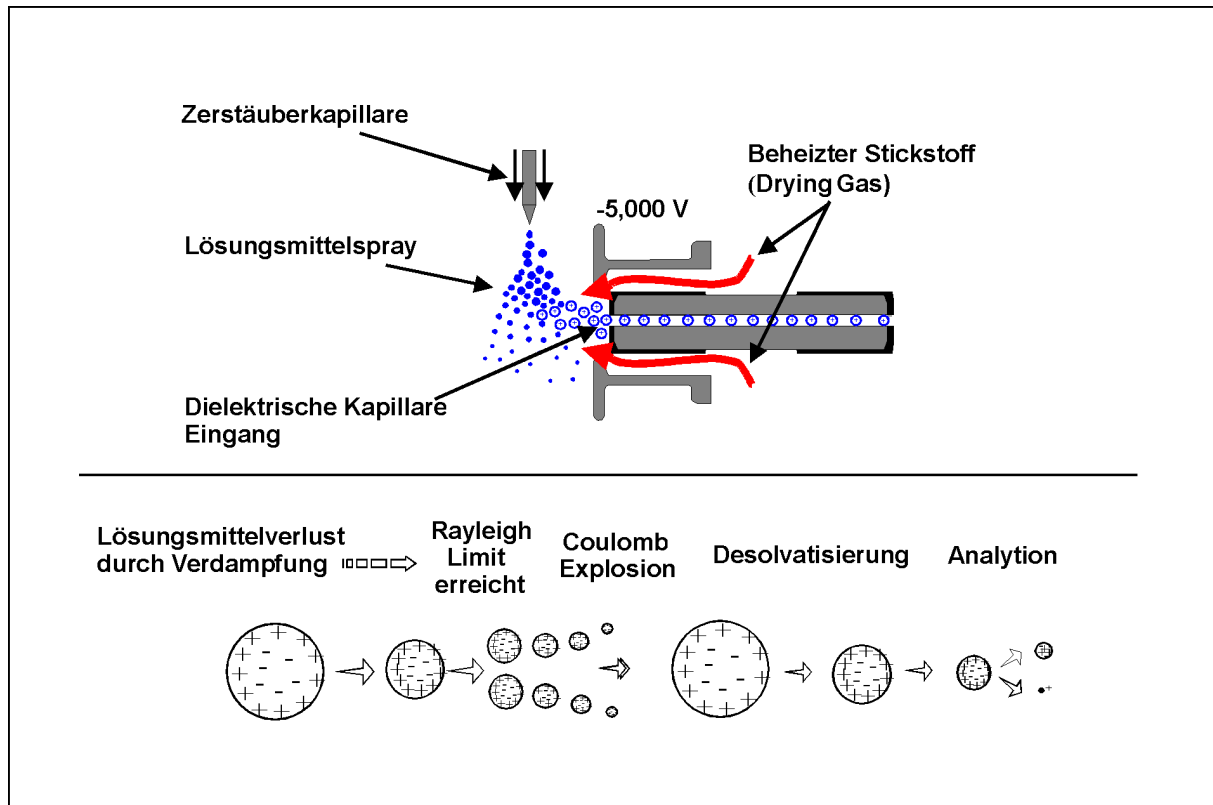 Zerstäuberkapillare
Beheizter Stickstoff
(Drying Gas)
-5,000 V
Lösungsmittelspray
Dielektrische Kapillare
Eingang
Lösungsmittelverlust
durch Verdampfung
Rayleigh
Limit
erreicht
Coulomb
Explosion
Desolvatisierung
Analytion